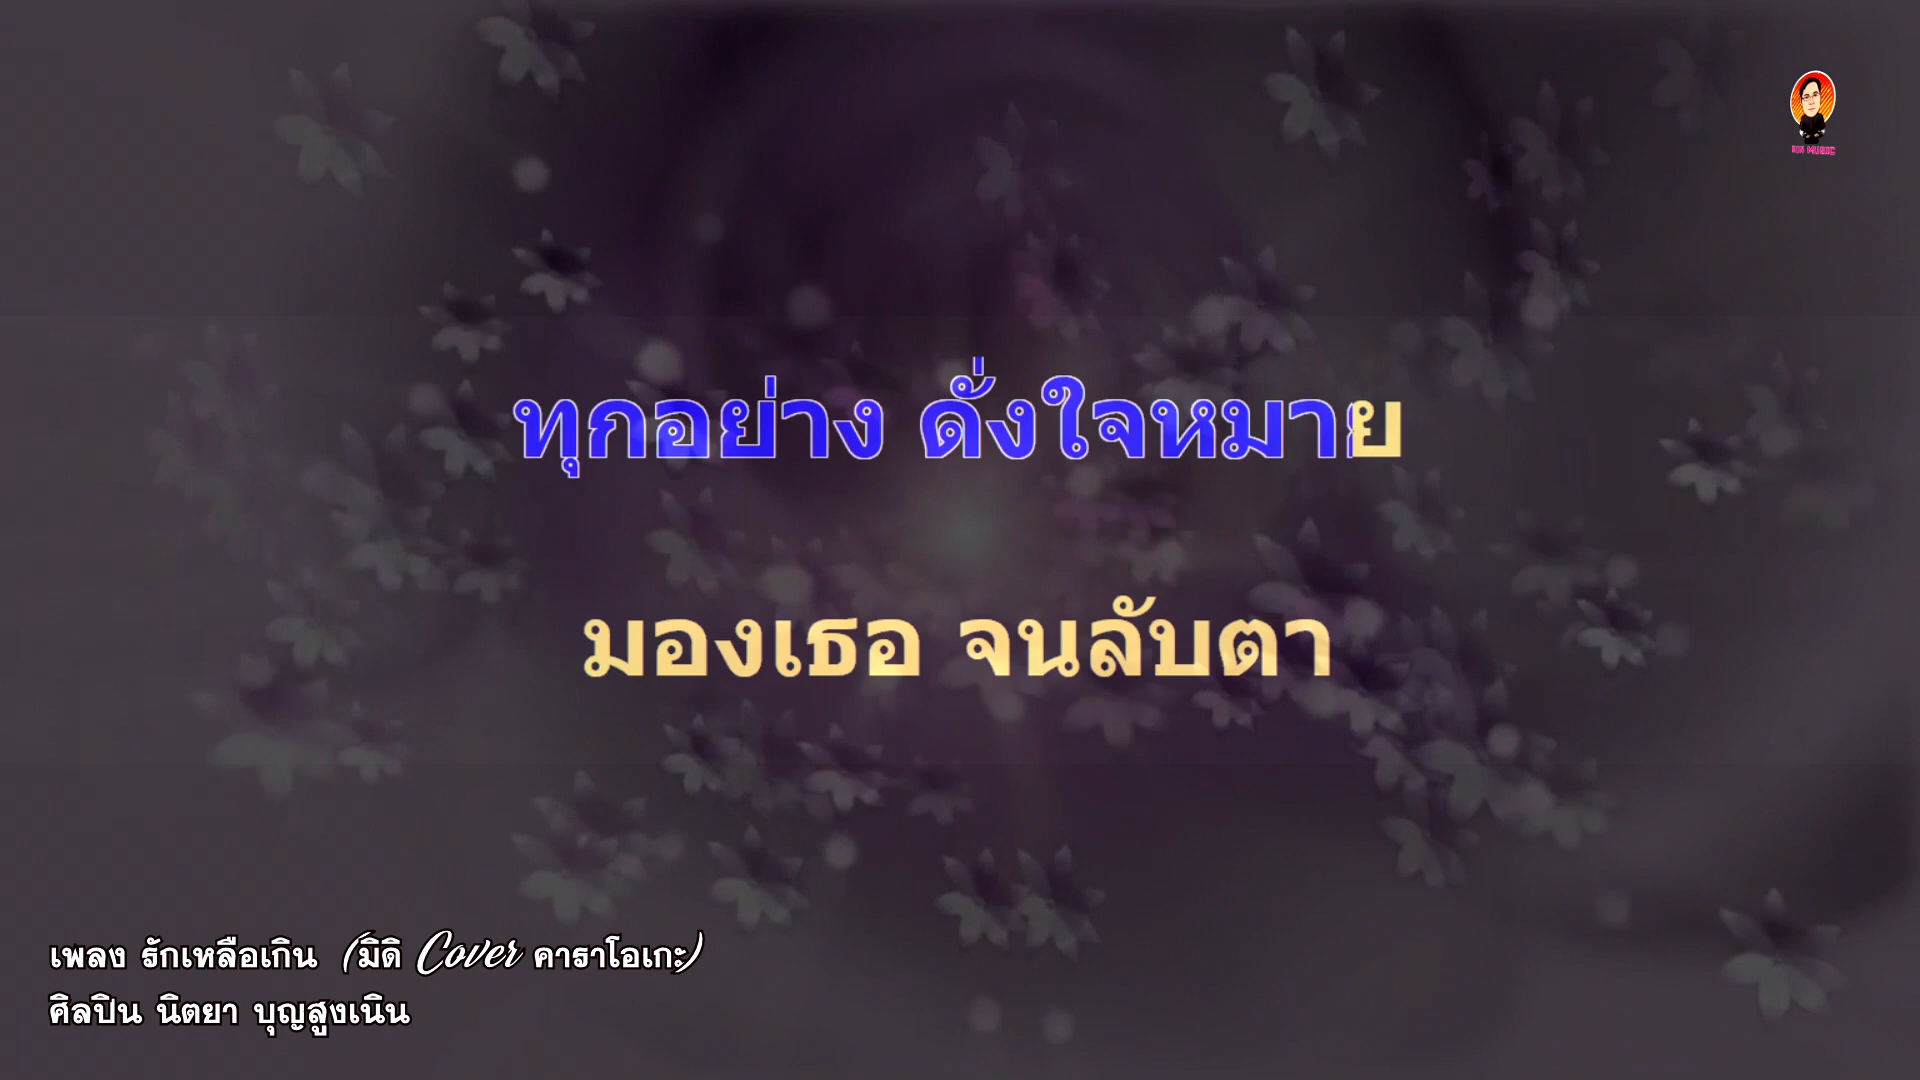 ทุกอย่าง ดั่งใจหมาย
มองเธอ จนลับตา
เพลง รักเหลือเกิน (มิดิ Cover คาราโอเกะ)
ศิลปิน นิตยา บุญสูงเนิน
MUSIC